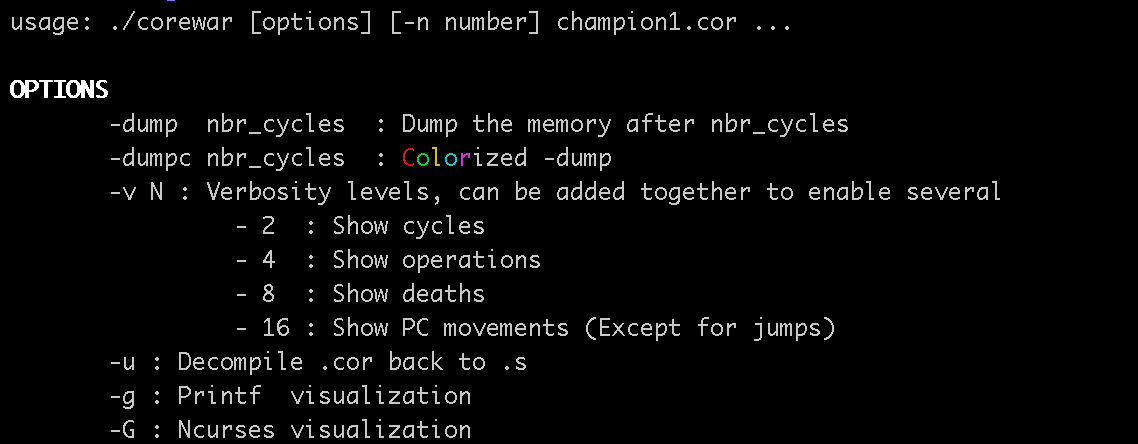 usage: ./corewar [options] [-n number] champion1.cor ...
OPTIONS
-dump  nbr_cycles  : Dump the memory after nbr_cycles
-dumpc nbr_cycles  : Colorized -dump
-v N : Verbosity levels, can be added together to enable several
- 2  : Show cycles
- 4  : Show operations
- 8  : Show deaths
- 16 : Show PC movements (Except for jumps)
-u : Decompile .cor back to .s
-g : Printf  visualization
-G : Ncurses visualization